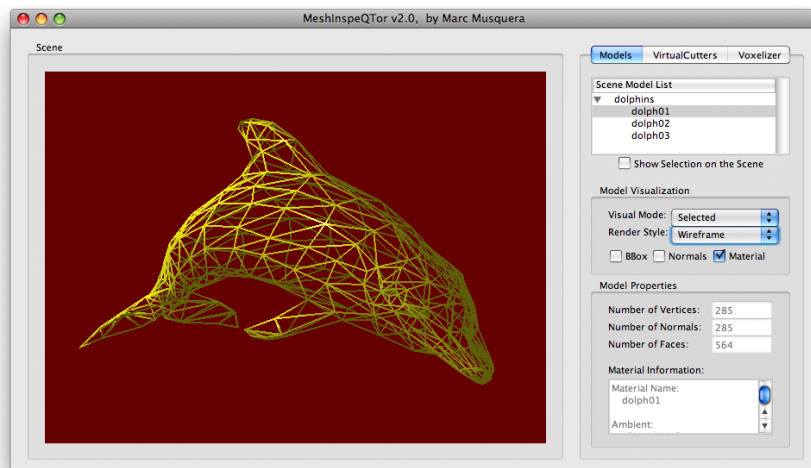 MeshInspeQTor v2.0,  by Marc Musquera
Scene
Models
VirtualCutters
Voxelizer
Scene Model List
dolphins
dolph01
dolph02
dolph03
Show Selection on the Scene
Model Visualization
Visual Mode: Selected
Render Style: Wireframe
BBox
Normals
Material
Model Properties
Number of Vertices: 285
Number of Normals: 285
Number of Faces: 564
Material Information:
Material Name:
dolph01
Ambient: